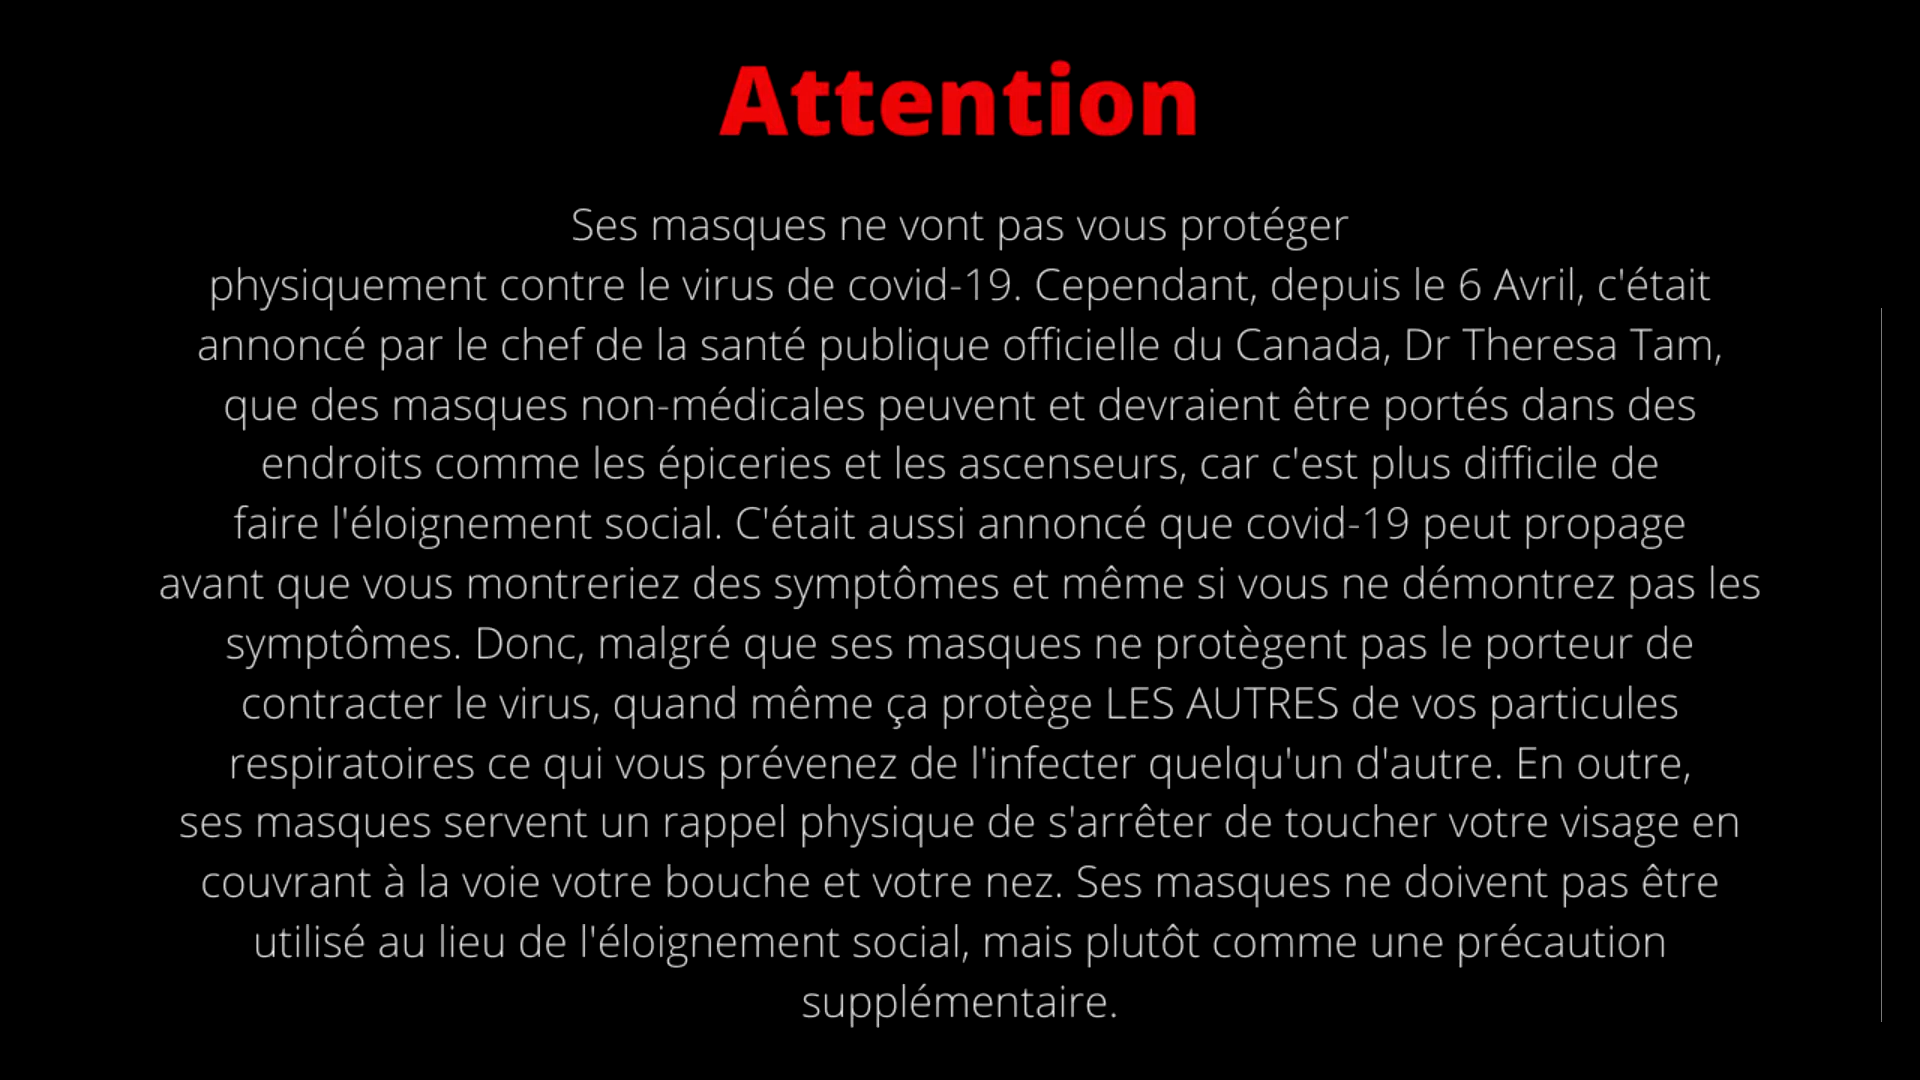 Attention
Ses masques ne vont pas vous protéger
physiquement contre le virus de covid-19. Cependant, depuis le 6 Avril, c'était
annoncé par le chef de la santé publique officielle du Canada, Dr Theresa Tam,
que des masques non-médicales peuvent et devraient être portés dans des
endroits comme les épiceries et les ascenseurs, car c'est plus difficile de
faire l'éloignement social. C'était aussi annoncé que covid-19 peut propage
avant que vous montreriez des symptômes et même si vous ne démontrez pas les
symptômes. Donc, malgré que ses masques ne protègent pas le porteur de
contracter le virus, quand même ça protège LES AUTRES de vos particules
respiratoires ce qui vous prévenez de l'infecter quelqu'un d'autre. En outre,
ses masques servent un rappel physique de s'arrêter de toucher votre visage en
couvrant à la voie votre bouche et votre nez. Ses masques ne doivent pas être
utilisé au lieu de l'éloignement social, mais plutôt comme une précaution
supplémentaire.